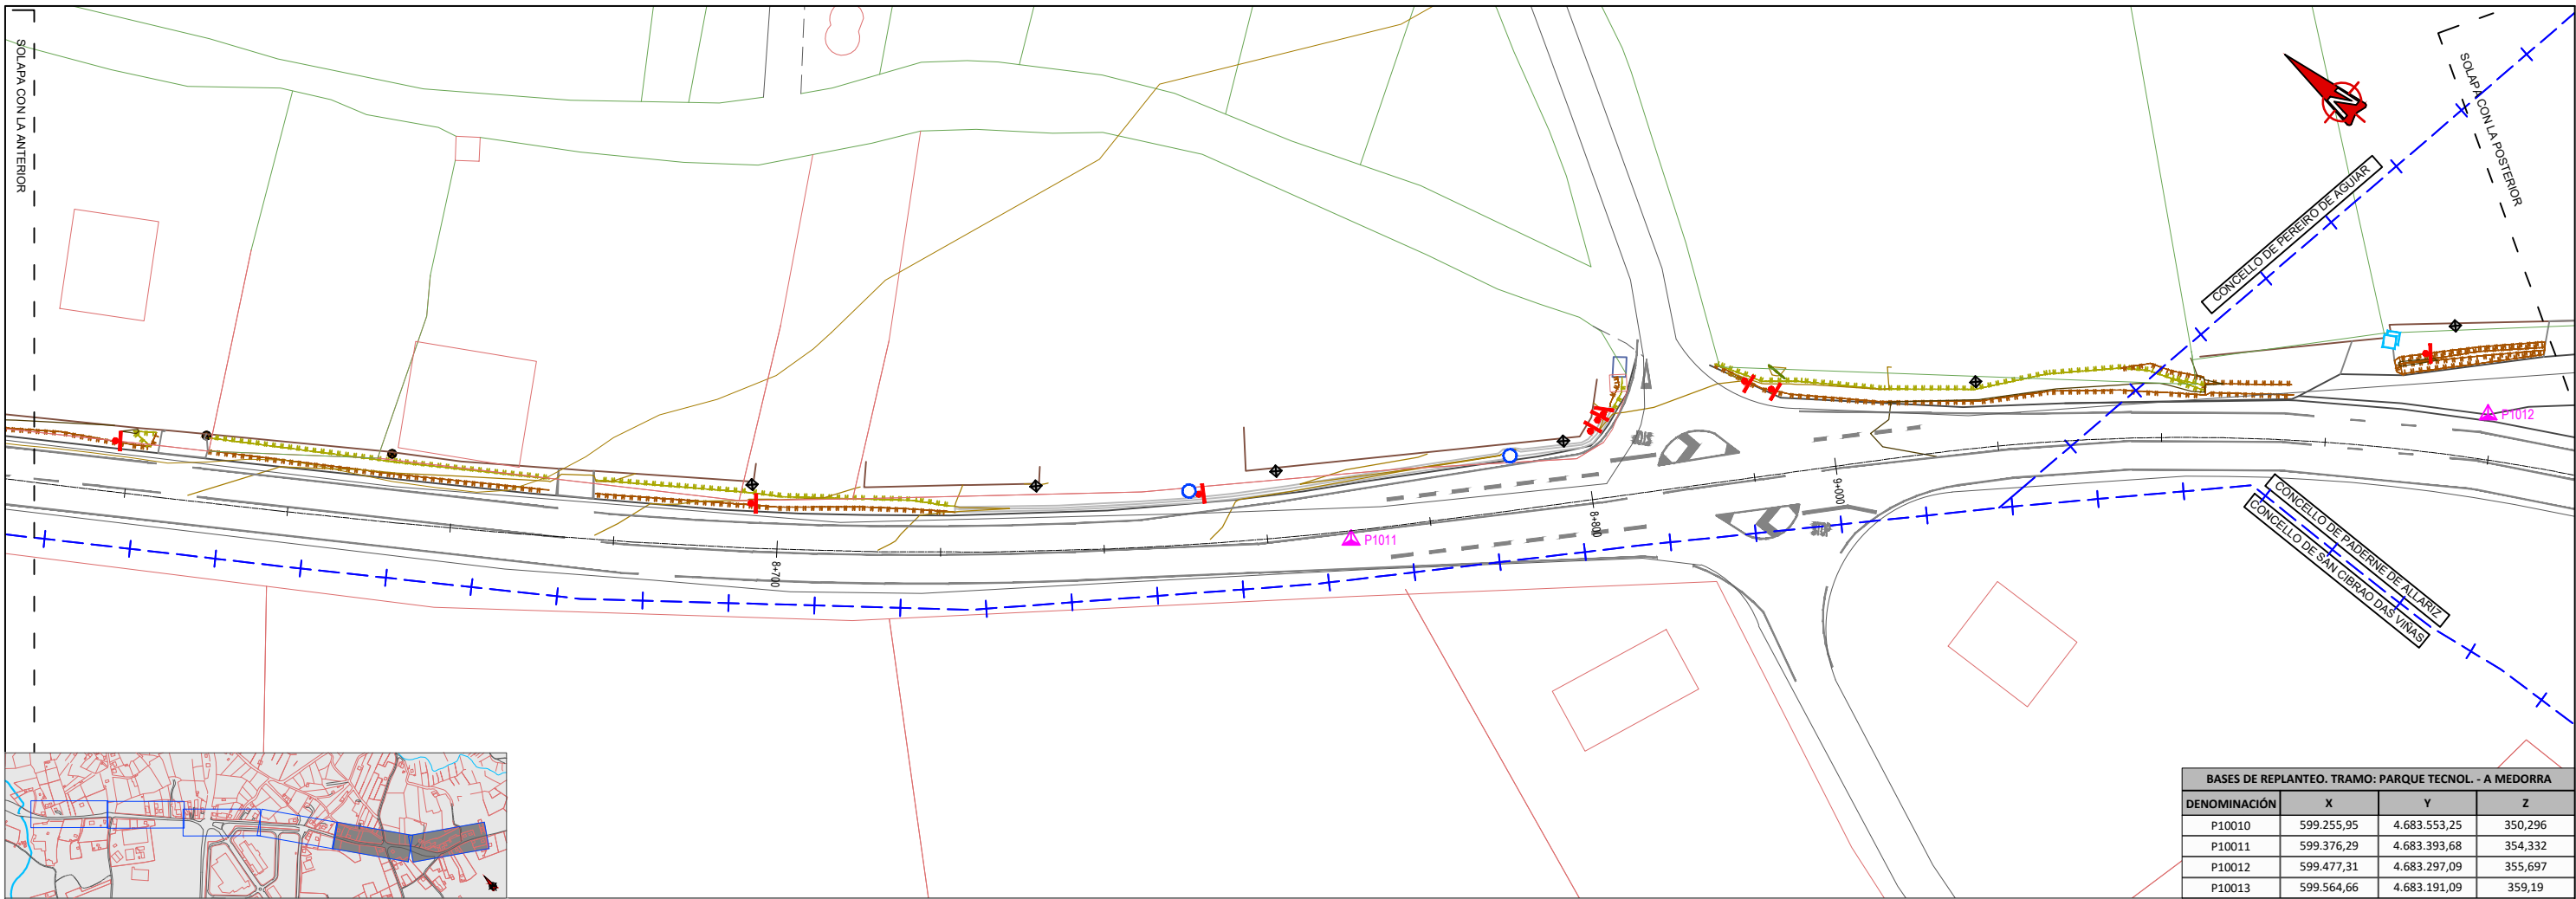 SOLAPA CON LA ANTERIOR
SOLAPA CON LA POSTERIOR
N
CONCELLO DE PEREIRO DE AGUIAR
P1012
P1011
8+700
8+800
9+000
STOP
STOP
CONCELLO DE PADERNE DE ALLARIZ
CONCELLO DE SAN CIBRAO DAS VIÑAS
BASES DE REPLANTEO. TRAMO: PARQUE TECNOL. - A MEDORRA
DENOMINACIÓN X Y Z
P10010 599.255,95 4.683.553,25 350,296
P10011 599.376,29 4.683.393,68 354,332
P10012 599.477,31 4.683.297,09 355,697
P10013 599.564,66 4.683.191,09 359,19